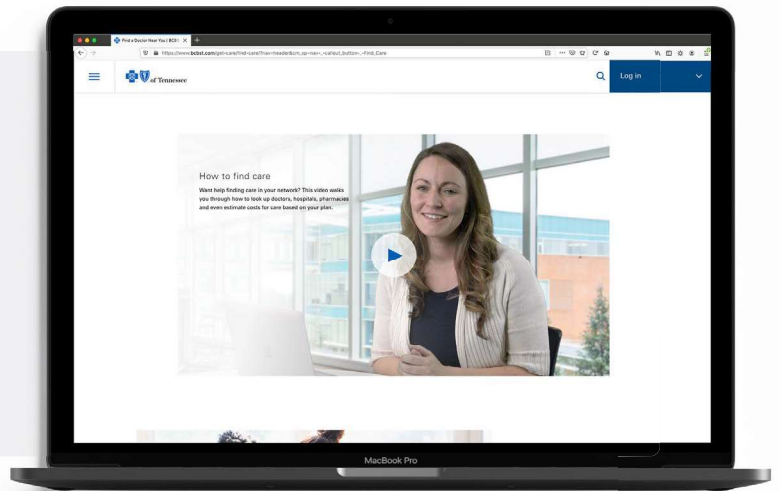 Find a Doctor Near You | BCBS
https://www.bcbst.com/get-care/find-care/?nav=header&
of Tennessee
Log in
How to find care
Want help finding care in your network? This video walks
you through how to look up doctors, hospitals, pharmacies
and even estimate costs for care based on your plan.
MacBook Pro